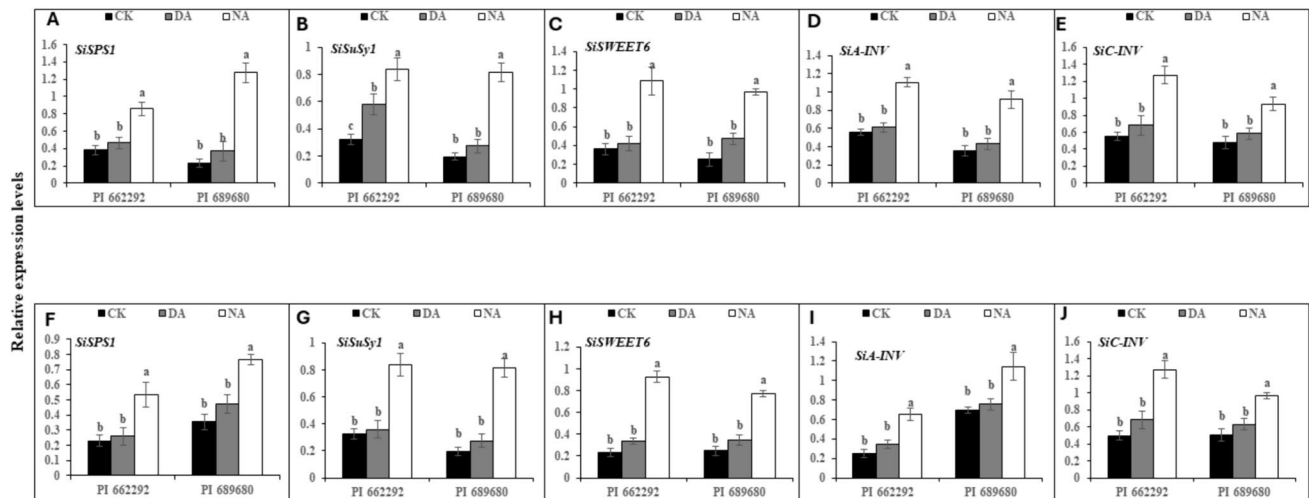 Relative expression levels
A CK DA NA
SiSPS1
1.6
1.4
1.2
1
0.8
0.6
0.4
0.2
0
b b a b b a
PI 662292 PI 689680
B CK DA NA
SiSuSy1
1
0.8
0.6
0.4
0.2
0
c b a b b a
PI 662292 PI 689680
C CK DA NA
SiSWEET6
1.4
1.2
1
0.8
0.6
0.4
0.2
0
b b a b b a
PI 662292 PI 689680
D CK DA NA
SiA-INV
1.6
1.4
1.2
1
0.8
0.6
0.4
0.2
0
b b a b b a
PI 662292 PI 689680
E CK DA NA
SiC-INV
1.6
1.4
1.2
1
0.8
0.6
0.4
0.2
0
b b a b b a
PI 662292 PI 689680
F CK DA NA
SiSPS1
0.9
0.8
0.7
0.6
0.5
0.4
0.3
0.2
0.1
0
b b a b b a
PI 662292 PI 689680
G CK DA NA
SiSuSy1
1
0.8
0.6
0.4
0.2
0
b b a b b a
PI 662292 PI 689680
H CK DA NA
SiSWEET6
1.2
1
0.8
0.6
0.4
0.2
0
b b a b b a
PI 662292 PI 689680
I CK DA NA
SiA-INV
1.4
1.2
1
0.8
0.6
0.4
0.2
0
b b a b b a
PI 662292 PI 689680
J CK DA NA
SiC-INV
1.6
1.4
1.2
1
0.8
0.6
0.4
0.2
0
b b a b b a
PI 662292 PI 689680